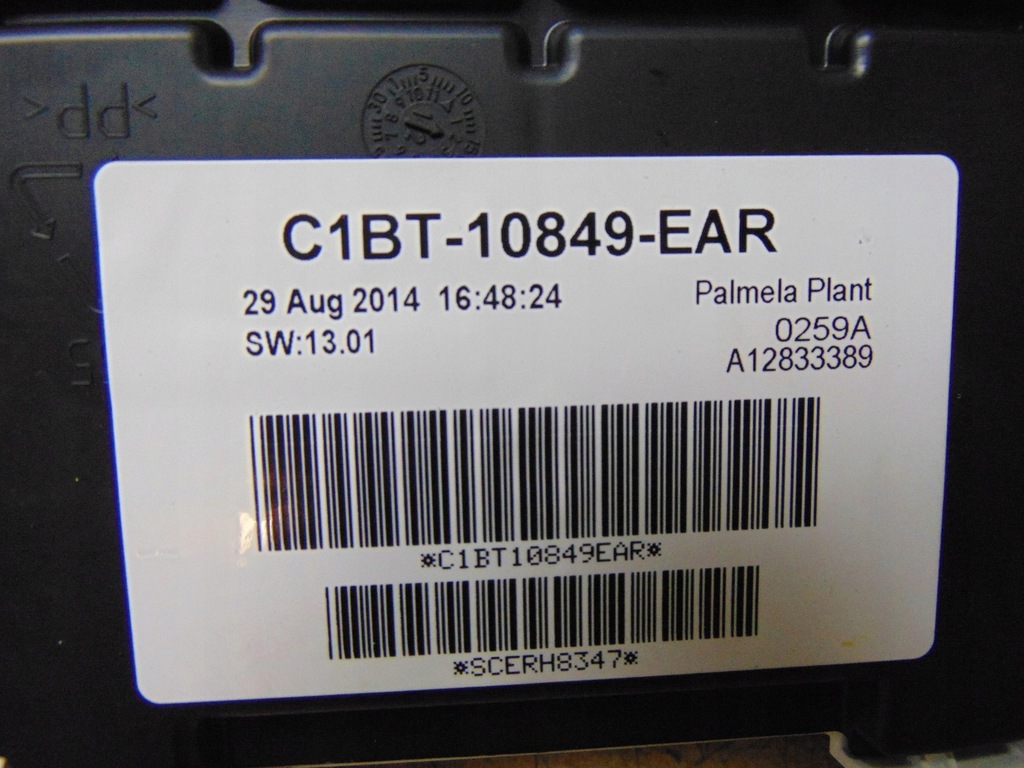 >PP<
C1BT-10849-EAR
29 Aug 2014 16:48:24
Palmela Plant
SW:13.01
0259A
A12833389
*C1BT10849EAR*
*SCERH8347*